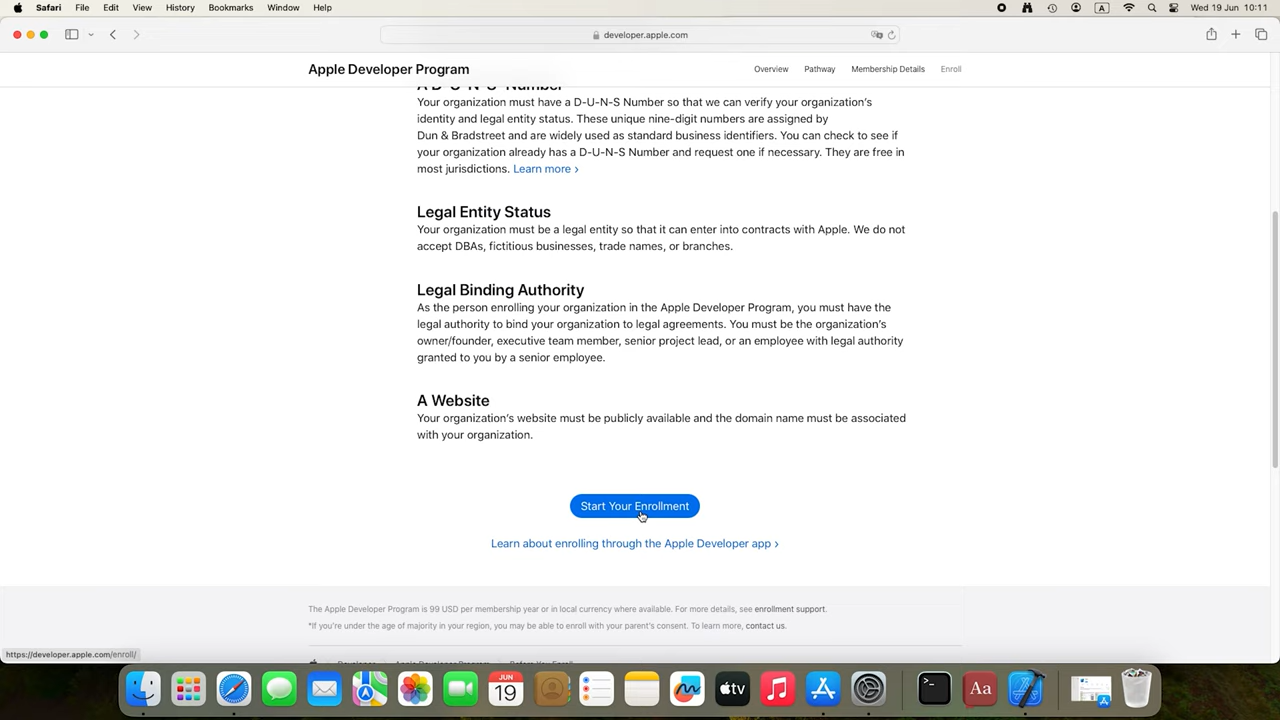 Safari File Edit View History Bookmarks Window Help
A
Wed 19 Jun 10:11
developer.apple.com
Apple Developer Program
Overview Pathway Membership Details Enroll
A D-U-N-S Number
Your organization must have a D-U-N-S Number so that we can verify your organization's
identity and legal entity status. These unique nine-digit numbers are assigned by
Dun & Bradstreet and are widely used as standard business identifiers. You can check to see if
your organization already has a D-U-N-S Number and request one if necessary. They are free in
most jurisdictions. Learn more ›
Legal Entity Status
Your organization must be a legal entity so that it can enter into contracts with Apple. We do not
accept DBAs, fictitious businesses, trade names, or branches.
Legal Binding Authority
As the person enrolling your organization in the Apple Developer Program, you must have the
legal authority to bind your organization to legal agreements. You must be the organization's
owner/founder, executive team member, senior project lead, or an employee with legal authority
granted to you by a senior employee.
A Website
Your organization's website must be publicly available and the domain name must be associated
with your organization.
Start Your Enrollment
Learn about enrolling through the Apple Developer app ›
The Apple Developer Program is 99 USD per membership year or in local currency where available. For more details, see enrollment support.
*If you're under the age of majority in your region, you may be able to enroll with your parent's consent. To learn more, contact us.
https://developer.apple.com/enroll/
Developer Apple Developer Program Before You Enroll
JUN
19
tv
>_
Aa